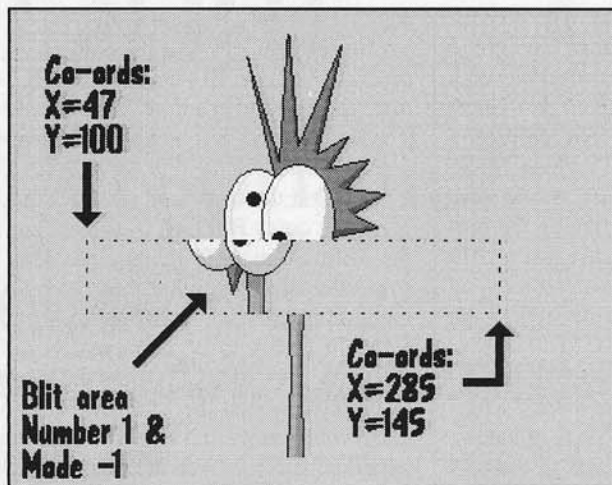 Co-ords:
X=47
Y=100
Co-ords:
X=285
Y=145
Blit area
Number 1 &
Mode -1